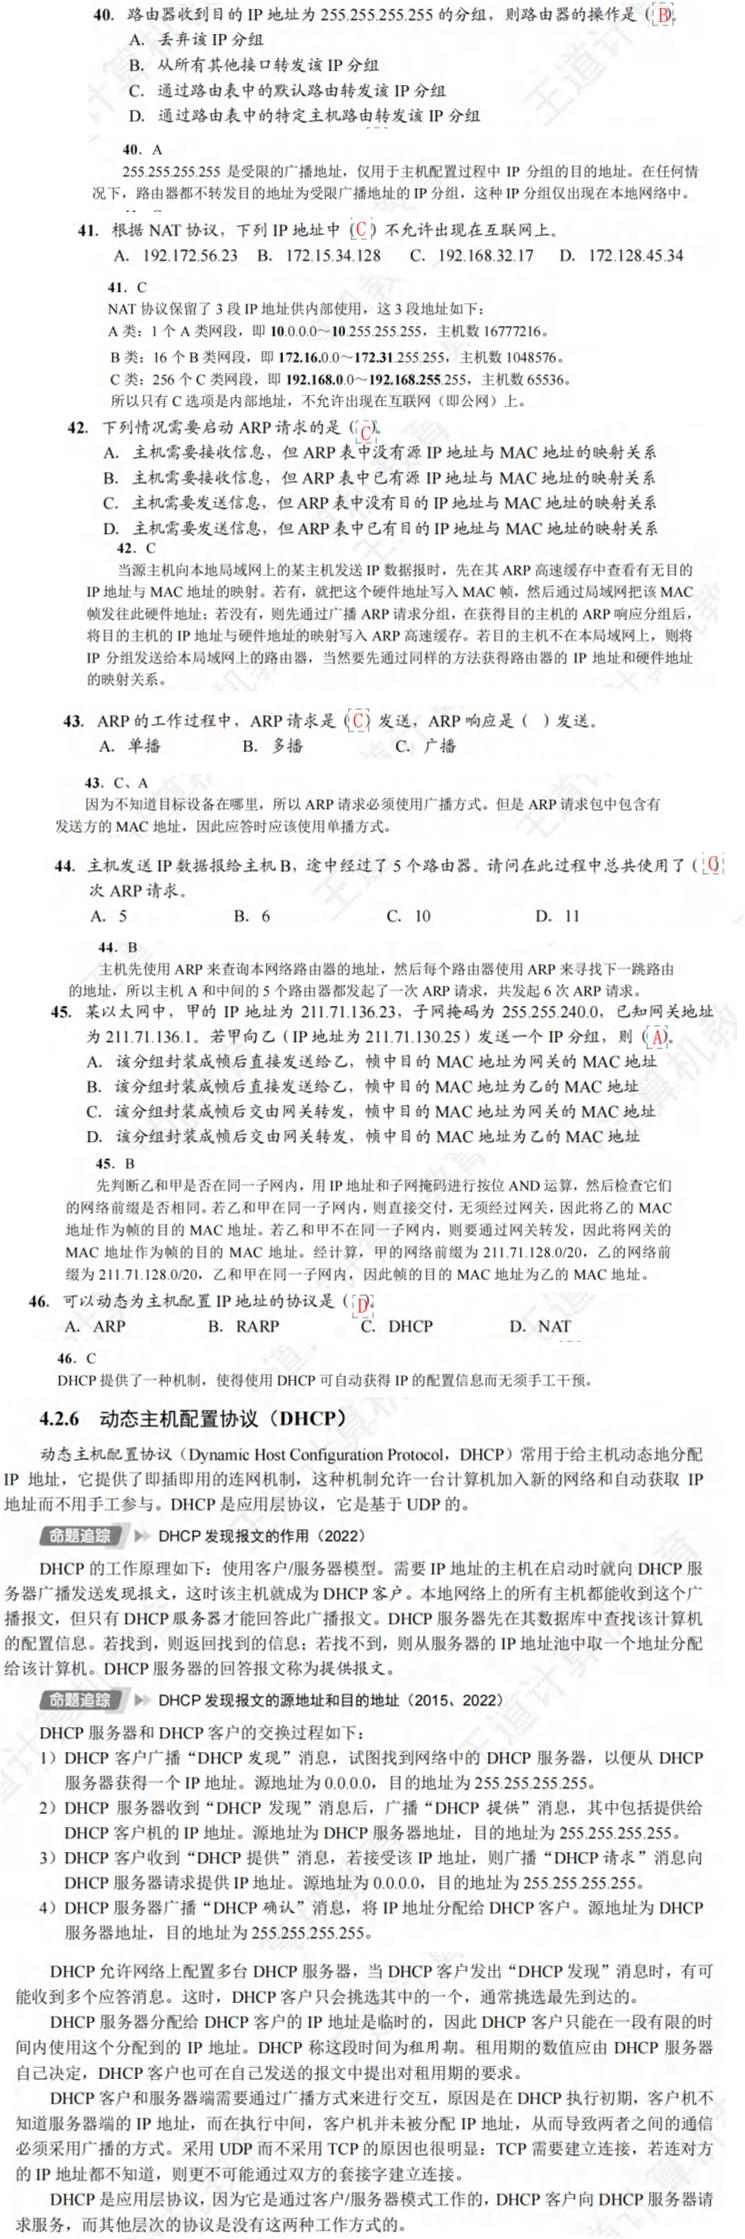 40. 路由器收到目的 IP 地址为 255.255.255.255 的分组，则路由器的操作是（B）。
A. 丢弃该 IP 分组
B. 从所有其他接口转发该 IP 分组
C. 通过路由表中的默认路由转发该 IP 分组
D. 通过路由表中的特定主机路由转发该 IP 分组
40. A
255.255.255.255 是受限的广播地址，仅用于主机配置过程中 IP 分组的目的地址。在任何情
况下，路由器都不转发目的地址为受限广播地址的 IP 分组，这种 IP 分组仅出现在本地网络中。
41. 根据 NAT 协议，下列 IP 地址中（C）不允许出现在互联网上。
A. 192.172.56.23 B. 172.15.34.128 C. 192.168.32.17 D. 172.128.45.34
41. C
NAT 协议保留了 3 段 IP 地址供内部使用，这 3 段地址如下：
A 类：1 个 A 类网段，即 10.0.0.0～10.255.255.255，主机数 16777216。
B 类：16 个 B 类网段，即 172.16.0.0～172.31.255.255，主机数 1048576。
C 类：256 个 C 类网段，即 192.168.0.0～192.168.255.255，主机数 65536。
所以只有 C 选项是内部地址，不允许出现在互联网（即公网）上。
42. 下列情况需要启动 ARP 请求的是（C）。
A. 主机需要接收信息，但 ARP 表中没有源 IP 地址与 MAC 地址的映射关系
B. 主机需要接收信息，但 ARP 表中已有源 IP 地址与 MAC 地址的映射关系
C. 主机需要发送信息，但 ARP 表中没有目的 IP 地址与 MAC 地址的映射关系
D. 主机需要发送信息，但 ARP 表中已有目的 IP 地址与 MAC 地址的映射关系
42. C
当源主机向本地局域网上的某主机发送 IP 数据报时，先在其 ARP 高速缓存中查看有无目的
IP 地址与 MAC 地址的映射。若有，就把这个硬件地址写入 MAC 帧，然后通过局域网把该 MAC
帧发往此硬件地址；若没有，则先通过广播 ARP 请求分组，在获得目的主机的 ARP 响应分组后，
将目的主机的 IP 地址与硬件地址的映射写入 ARP 高速缓存。若目的主机不在本局域网上，则将
IP 分组发送给本局域网上的路由器，当然要先通过同样的方法获得路由器的 IP 地址和硬件地址
的映射关系。
43. ARP 的工作过程中，ARP 请求是（C）发送，ARP 响应是（ ）发送。
A. 单播 B. 多播 C. 广播
43. C、A
因为不知道目标设备在哪里，所以 ARP 请求必须使用广播方式。但是 ARP 请求包中包含有
发送方的 MAC 地址，因此应答时应该使用单播方式。
44. 主机发送 IP 数据报给主机 B，途中经过了 5 个路由器。请问在此过程中总共使用了（C）
次 ARP 请求。
A. 5 B. 6 C. 10 D. 11
44. B
主机先使用 ARP 来查询本网络路由器的地址，然后每个路由器使用 ARP 来寻找下一跳路由
的地址，所以主机 A 和中间的 5 个路由器都发起了一次 ARP 请求，共发起 6 次 ARP 请求。
45. 某以太网中，甲的 IP 地址为 211.71.136.23，子网掩码为 255.255.240.0，已知网关地址
为 211.71.136.1。若甲向乙（IP 地址为 211.71.130.25）发送一个 IP 分组，则（A）。
A. 该分组封装成帧后直接发送给乙，帧中目的 MAC 地址为网关的 MAC 地址
B. 该分组封装成帧后直接发送给乙，帧中目的 MAC 地址为乙的 MAC 地址
C. 该分组封装成帧后交由网关转发，帧中目的 MAC 地址为网关的 MAC 地址
D. 该分组封装成帧后交由网关转发，帧中目的 MAC 地址为乙的 MAC 地址
45. B
先判断乙和甲是否在同一子网内，用 IP 地址和子网掩码进行按位 AND 运算，然后检查它们
的网络前缀是否相同。若乙和甲在同一子网内，则直接交付，无须经过网关，因此将乙的 MAC
地址作为帧的目的 MAC 地址。若乙和甲不在同一子网内，则要通过网关转发，因此将网关的
MAC 地址作为帧的目的 MAC 地址。经计算，甲的网络前缀为 211.71.128.0/20，乙的网络前
缀为 211.71.128.0/20，乙和甲在同一子网内，因此帧的目的 MAC 地址为乙的 MAC 地址。
46. 可以动态为主机配置 IP 地址的协议是（D）。
A. ARP B. RARP C. DHCP D. NAT
46. C
DHCP 提供了一种机制，使得使用 DHCP 可自动获得 IP 的配置信息而无须手工干预。
4.2.6 动态主机配置协议（DHCP）
动态主机配置协议（Dynamic Host Configuration Protocol，DHCP）常用于给主机动态地分配
IP 地址，它提供了即插即用的连网机制，这种机制允许一台计算机加入新的网络和自动获取 IP
地址而不用手工参与。DHCP 是应用层协议，它是基于 UDP 的。
命题追踪 DHCP 发现报文的作用（2022）
DHCP 的工作原理如下：使用客户/服务器模型。需要 IP 地址的主机在启动时就向 DHCP 服
务器广播发送发现报文，这时该主机就成为 DHCP 客户。本地网络上的所有主机都能收到这个广
播报文，但只有 DHCP 服务器才能回答此广播报文。DHCP 服务器先在其数据库中查找该计算机
的配置信息。若找到，则返回找到的信息；若找不到，则从服务器的 IP 地址池中取一个地址分配
给该计算机。DHCP 服务器的回答报文称为提供报文。
命题追踪 DHCP 发现报文的源地址和目的地址（2015、2022）
DHCP 服务器和 DHCP 客户的交换过程如下：
1）DHCP 客户广播“DHCP 发现”消息，试图找到网络中的 DHCP 服务器，以便从 DHCP
服务器获得一个 IP 地址。源地址为 0.0.0.0，目的地址为 255.255.255.255。
2）DHCP 服务器收到“DHCP 发现”消息后，广播“DHCP 提供”消息，其中包括提供给
DHCP 客户机的 IP 地址。源地址为 DHCP 服务器地址，目的地址为 255.255.255.255。
3）DHCP 客户收到“DHCP 提供”消息，若接受该 IP 地址，则广播“DHCP 请求”消息向
DHCP 服务器请求提供 IP 地址。源地址为 0.0.0.0，目的地址为 255.255.255.255。
4）DHCP 服务器广播“DHCP 确认”消息，将 IP 地址分配给 DHCP 客户。源地址为 DHCP
服务器地址，目的地址为 255.255.255.255。
DHCP 允许网络上配置多台 DHCP 服务器，当 DHCP 客户发出“DHCP 发现”消息时，有可
能收到多个应答消息。这时，DHCP 客户只会挑选其中的一个，通常挑选最先到达的。
DHCP 服务器分配给 DHCP 客户的 IP 地址是临时的，因此 DHCP 客户只能在一段有限的时
间内使用这个分配到的 IP 地址。DHCP 称这段时间为租用期。租用期的数值应由 DHCP 服务器
自己决定，DHCP 客户也可在自己发送的报文中提出对租用期的要求。
DHCP 客户和服务器端需要通过广播方式来进行交互，原因是在 DHCP 执行初期，客户机不
知道服务器端的 IP 地址，而在执行中间，客户机并未被分配 IP 地址，从而导致两者之间的通信
必须采用广播的方式。采用 UDP 而不采用 TCP 的原因也很明显：TCP 需要建立连接，若连对方
的 IP 地址都不知道，则更不可能通过双方的套接字建立连接。
DHCP 是应用层协议，因为它是通过客户/服务器模式工作的，DHCP 客户向 DHCP 服务器请
求服务，而其他层次的协议是没有这两种工作方式的。